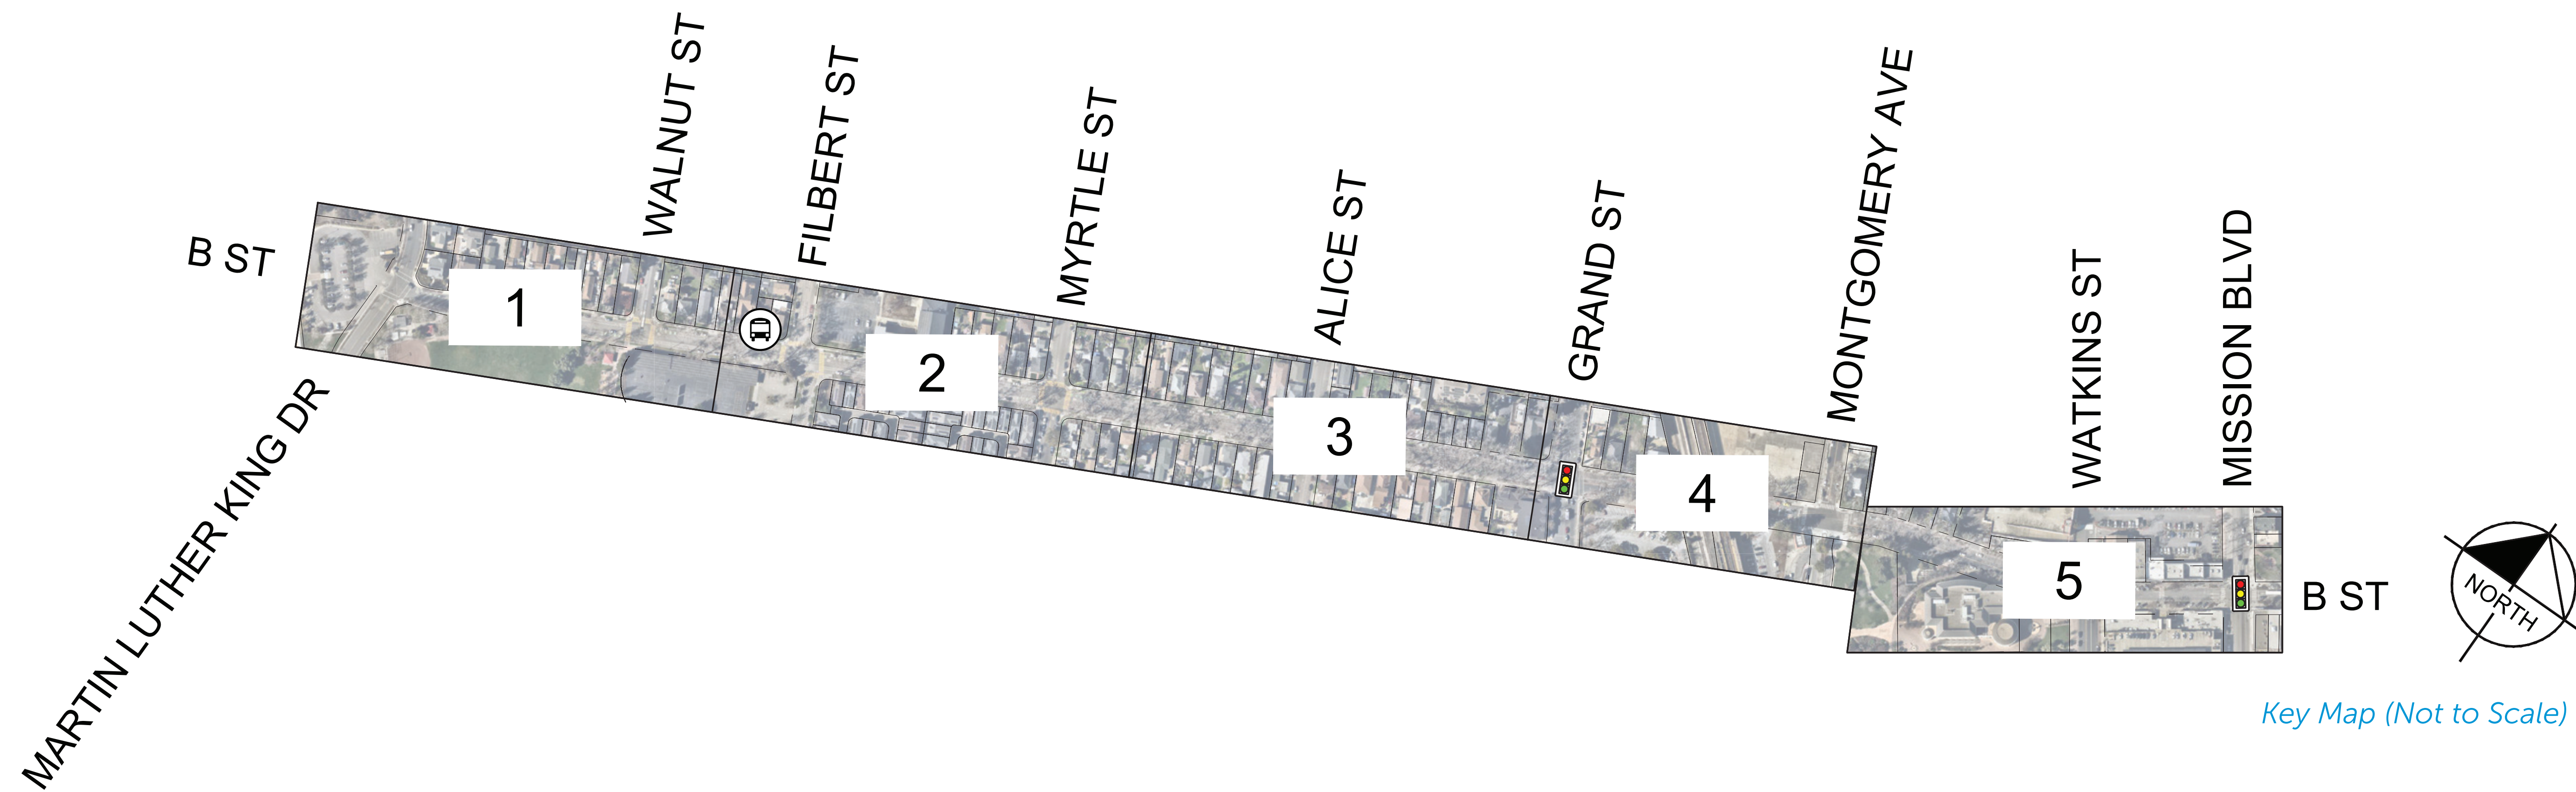 B ST
MARTIN LUTHER KING DR
WALNUT ST
FILBERT ST
MYRTLE ST
ALICE ST
GRAND ST
MONTGOMERY AVE
WATKINS ST
MISSION BLVD
1
2
3
4
5
B ST
NORTH
Key Map (Not to Scale)